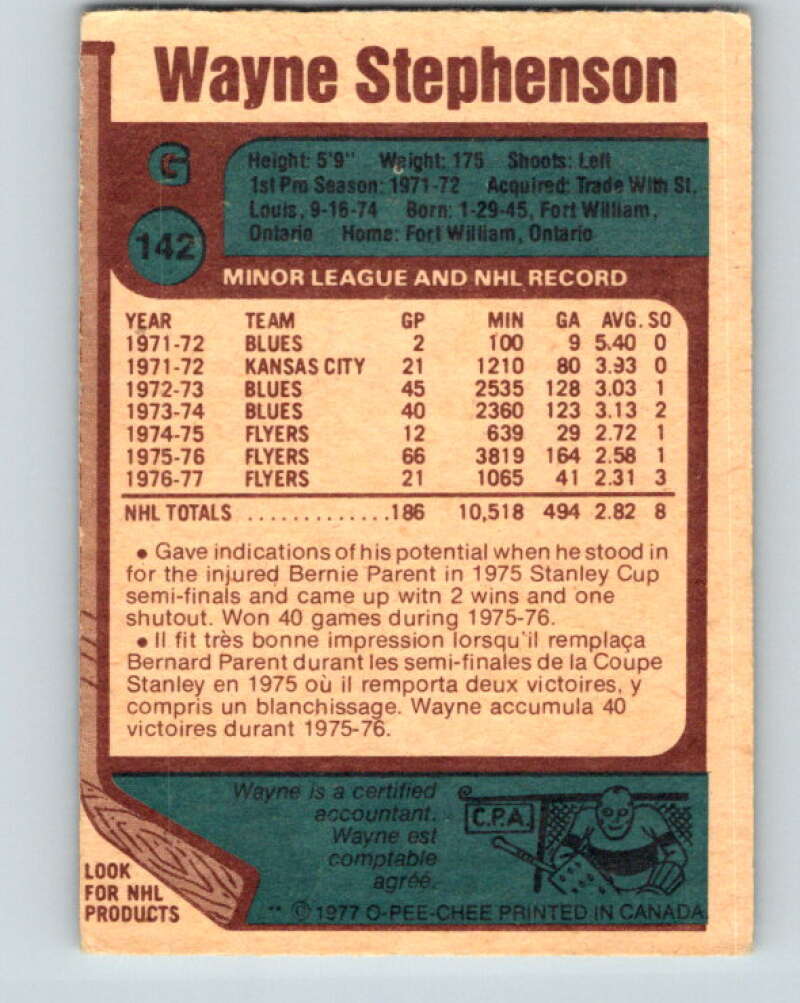 Wayne Stephenson
G
Height: 5'9" Weight: 175 Shoots: Left
1st Pro Season: 1971-72 Acquired: Trade With St.
Louis, 9-16-74 Born: 1-29-45, Fort William,
Ontario Home: Fort William, Ontario
142
MINOR LEAGUE AND NHL RECORD
YEAR TEAM GP MIN GA AVG. SO
1971-72 BLUES 2 100 9 5.40 0
1971-72 KANSAS CITY 21 1210 80 3.93 0
1972-73 BLUES 45 2535 128 3.03 1
1973-74 BLUES 40 2360 123 3.13 2
1974-75 FLYERS 12 639 29 2.72 1
1975-76 FLYERS 66 3819 164 2.58 1
1976-77 FLYERS 21 1065 41 2.31 3
NHL TOTALS .............186 10,518 494 2.82 8
• Gave indications of his potential when he stood in
for the injured Bernie Parent in 1975 Stanley Cup
semi-finals and came up with 2 wins and one
shutout. Won 40 games during 1975-76.
• Il fit très bonne impression lorsqu'il remplaça
Bernard Parent durant les semi-finales de la Coupe
Stanley en 1975 où il remporta deux victoires, y
compris un blanchissage. Wayne accumula 40
victoires durant 1975-76.
Wayne is a certified
accountant.
Wayne est
comptable
agréé.
C.P.A.
LOOK
FOR NHL
PRODUCTS
** © 1977 O-PEE-CHEE PRINTED IN CANADA